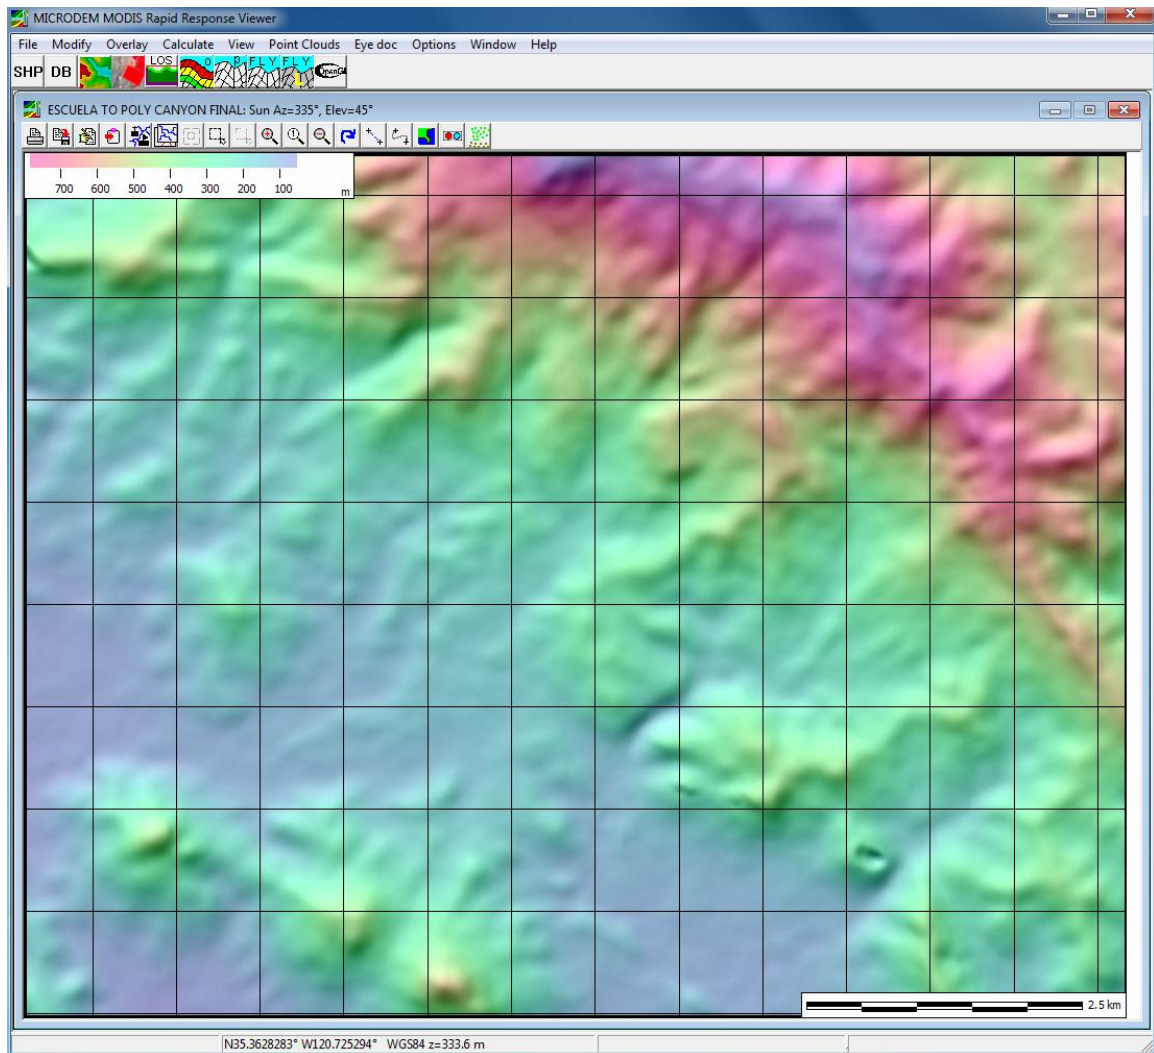 MICRODEM MODIS Rapid Response Viewer
File Modify Overlay Calculate View Point Clouds Eye doc Options Window Help
SHP DB LOS o p F L Y F L Y OpenGL
ESCUELA TO POLY CANYON FINAL: Sun Az=335°, Elev=45°
700 600 500 400 300 200 100 m
2.5 km
N35.3628283° W120.725294° WGS84 z=333.6 m